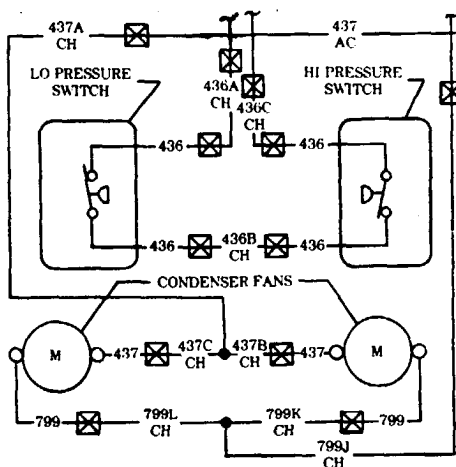 437A
CH
437
AC
LO PRESSURE
SWITCH
HI PRESSURE
SWITCH
436A
CH
436C
CH
436
436
436
436B
CH
436
CONDENSER FANS
M
437
437C
CH
437B
CH
437
M
799
799L
CH
799K
CH
799
799J
CH